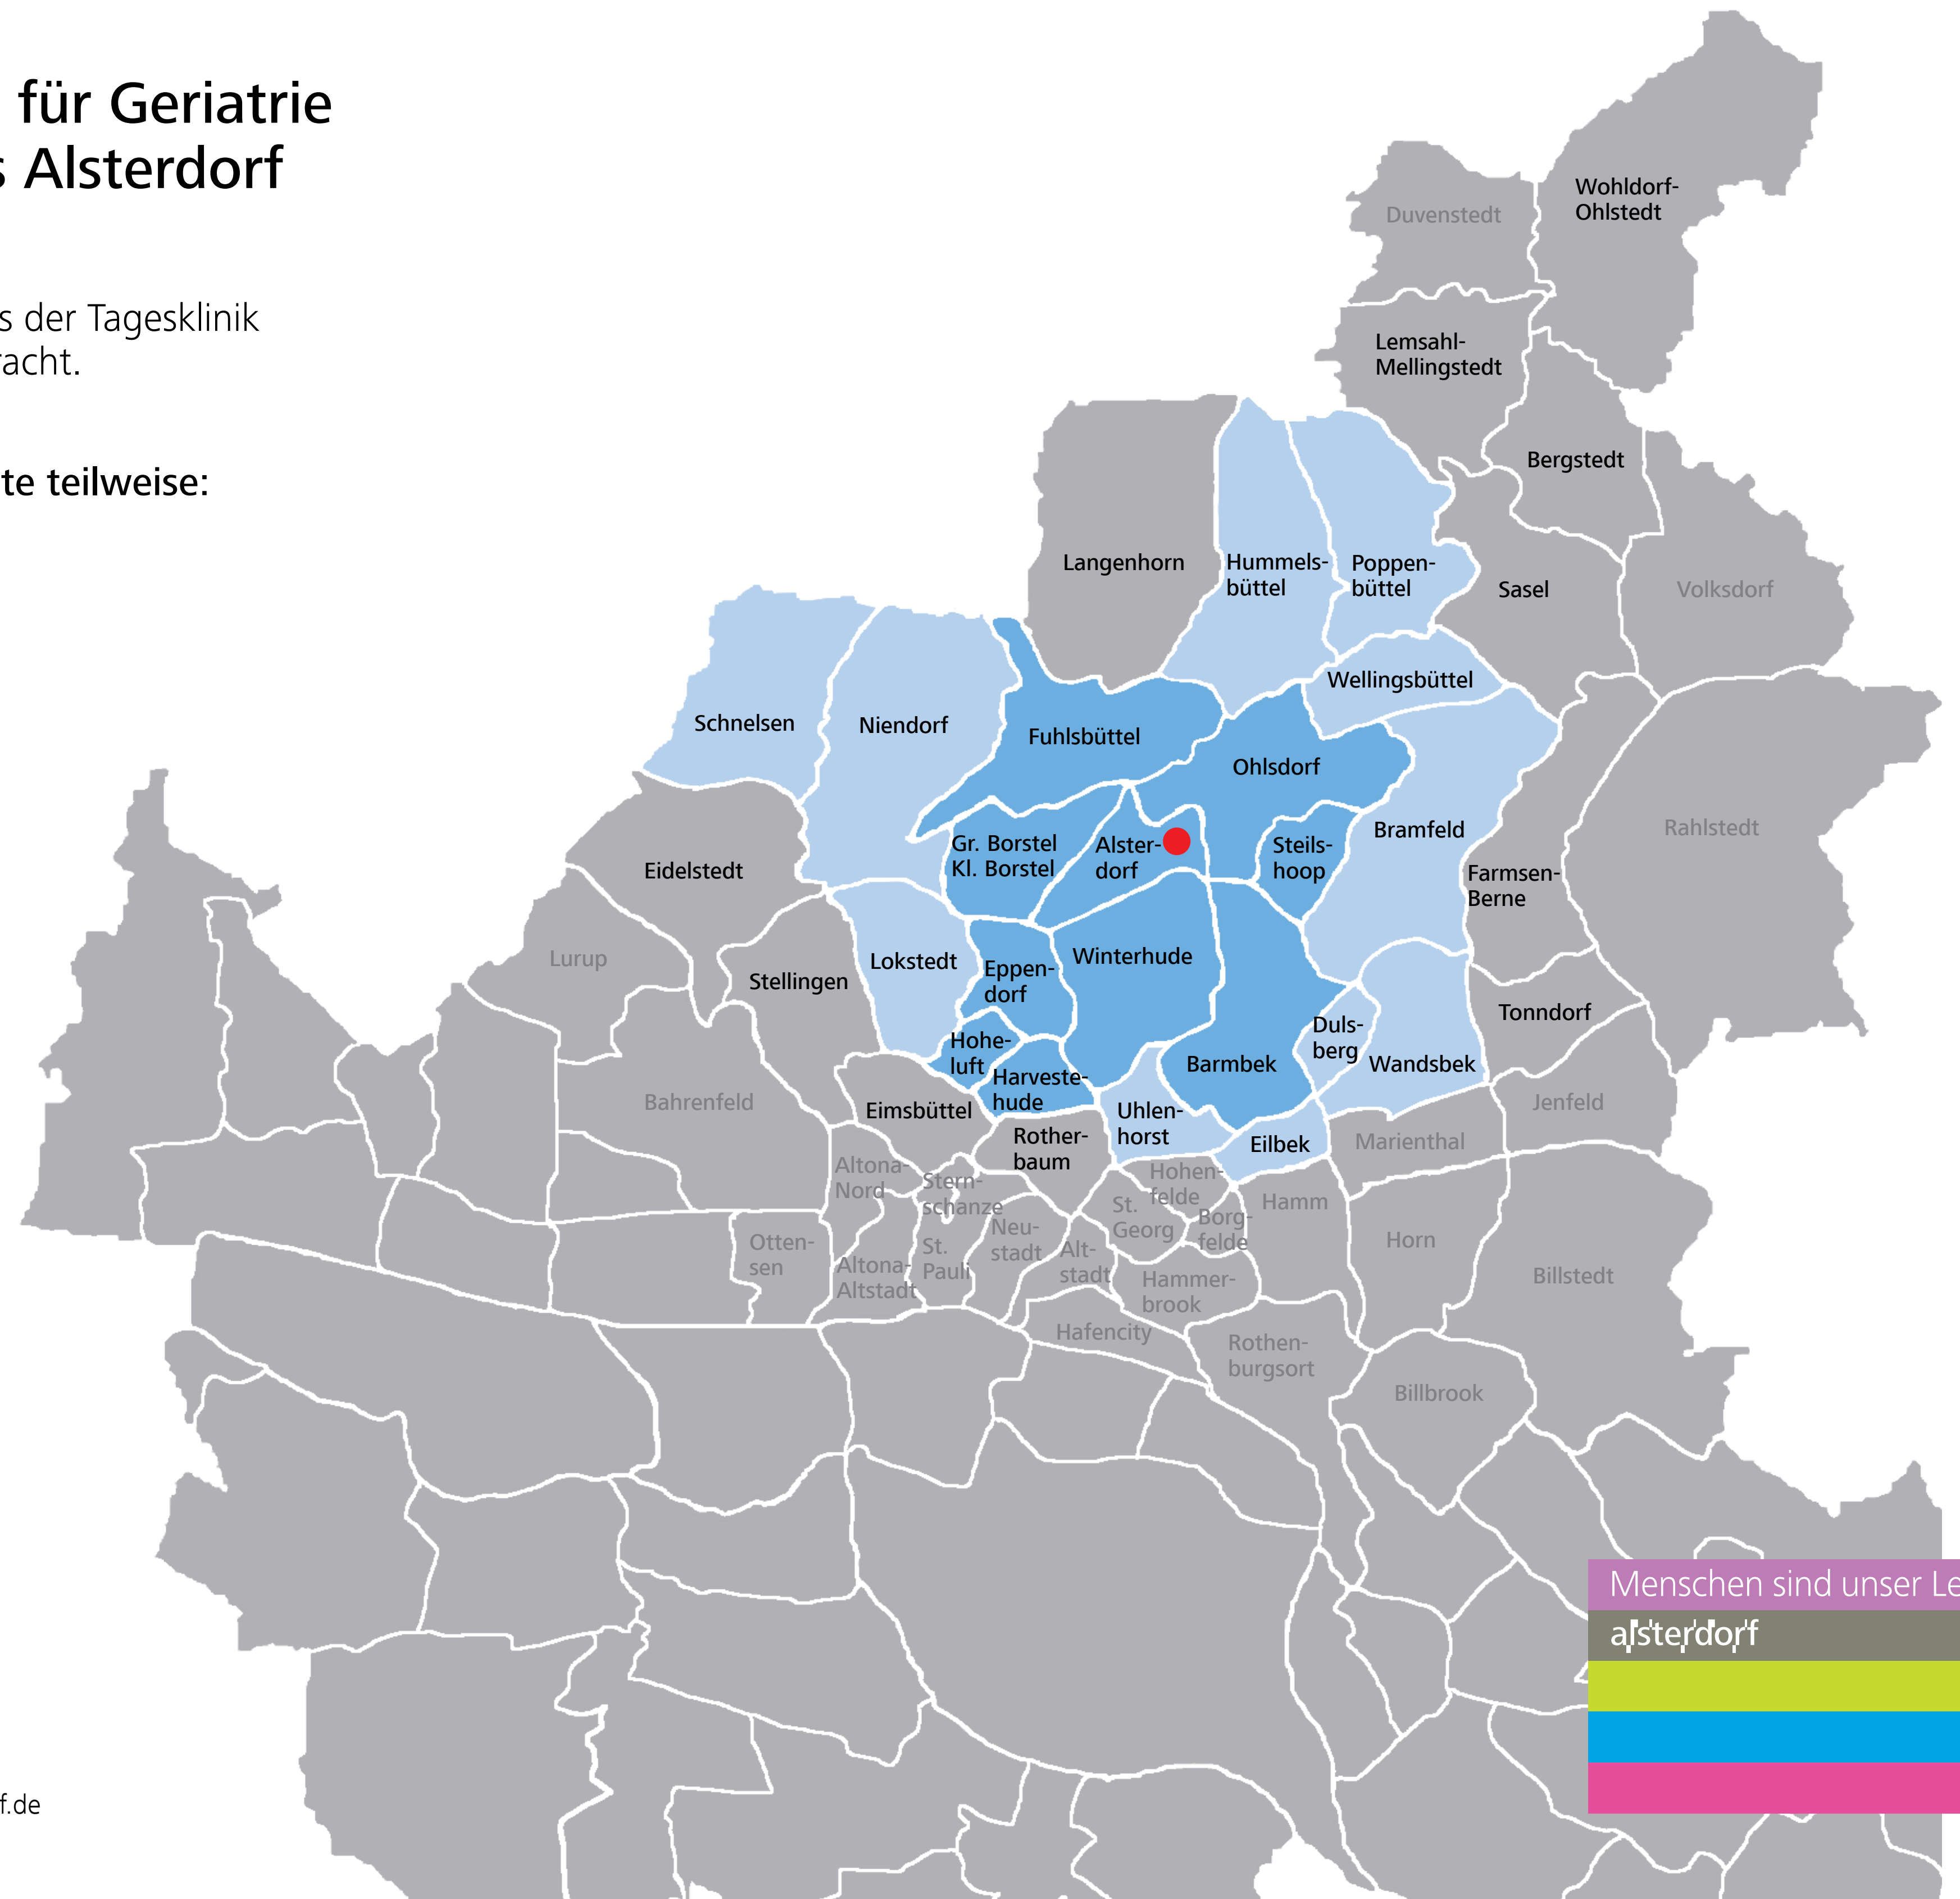 für Geriatrie
s Alsterdorf
s der Tagesklinik
racht.
te teilweise:
Wohldorf-
Ohlstedt
Duvenstedt
Lemsahl-
Mellingstedt
Bergstedt
Langenhorn
Hummels-
büttel
Poppen-
büttel
Sasel
Volksdorf
Wellingsbüttel
Schnelsen
Niendorf
Fuhlsbüttel
Ohlsdorf
Gr. Borstel
Kl. Borstel
Alster-
dorf
Steils-
hoop
Bramfeld
Rahlstedt
Farmsen-
Berne
Eidelstedt
Lurup
Stellingen
Lokstedt
Eppen-
dorf
Winterhude
Tonndorf
Hohe-
luft
Harveste-
hude
Barmbek
Duls-
berg
Wandsbek
Bahrenfeld
Eimsbüttel
Uhlen-
horst
Jenfeld
Rother-
baum
Eilbek
Marienthal
Altona-
Nord
Stern-
schanze
Hohen-
felde
Hamm
St.
Georg
Borg-
felde
Neu-
stadt
Otten-
sen
St.
Pauli
Alt-
stadt
Horn
Altona-
Altstadt
Hammer-
brook
Billstedt
Hafencity
Rothen-
burgsort
Billbrook
Menschen sind unser Le
alsterdorf
f.de